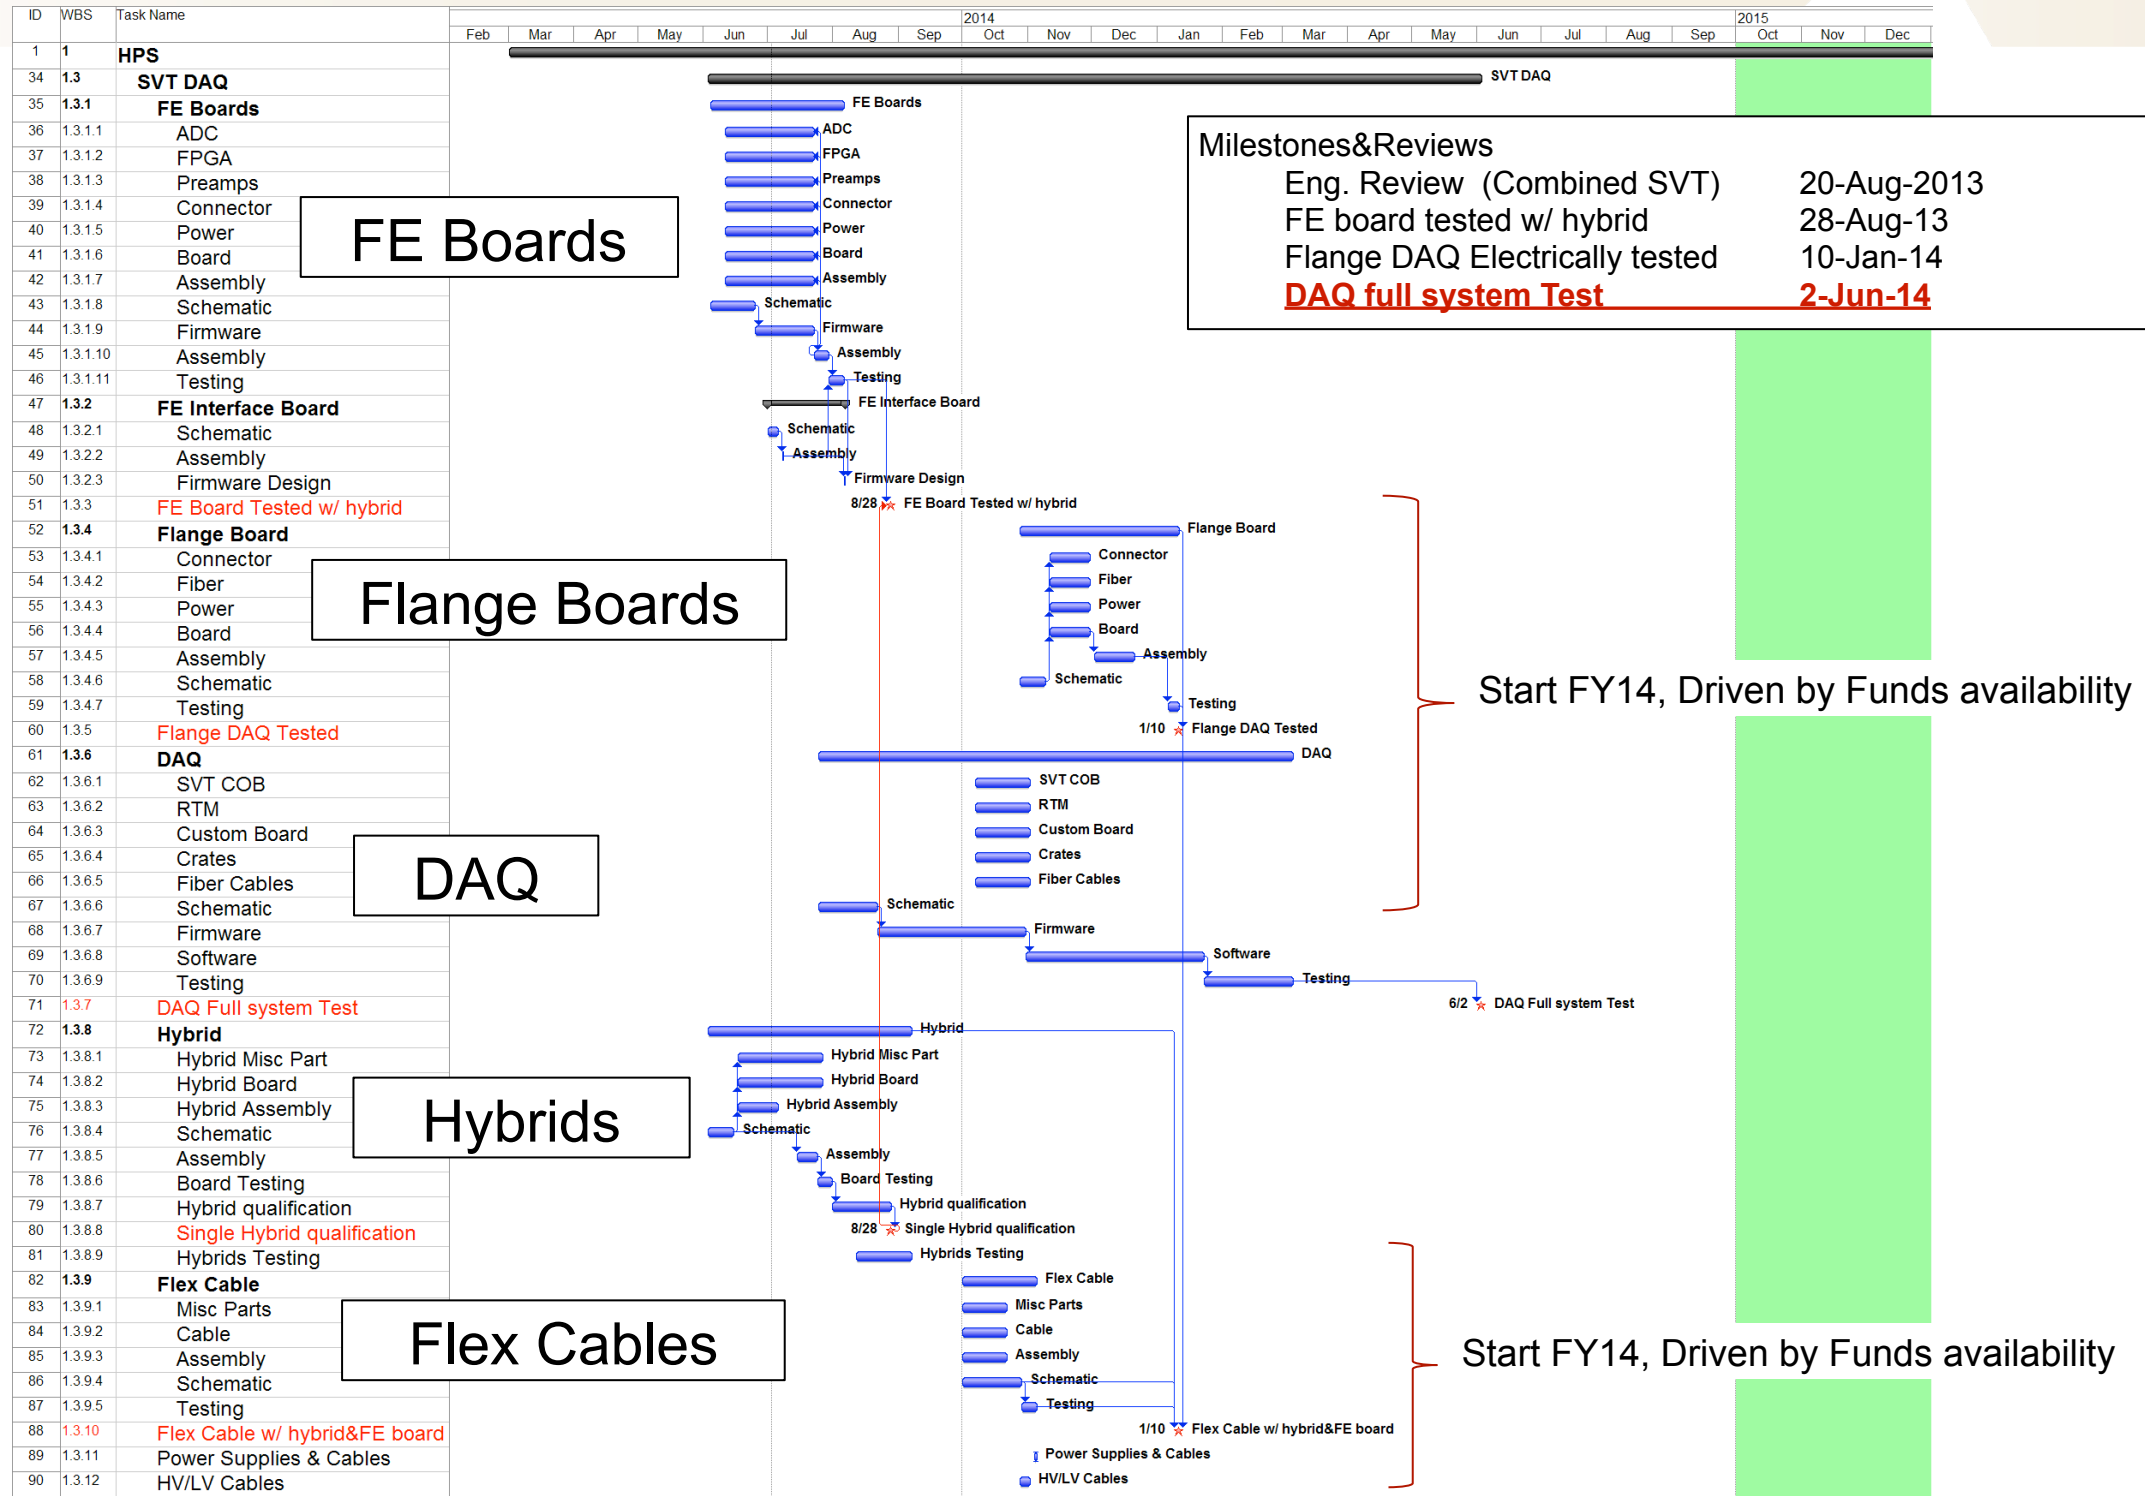 ID WBS Task Name 2014 2015
Feb Mar Apr May Jun Jul Aug Sep Oct Nov Dec Jan Feb Mar Apr May Jun Jul Aug Sep Oct Nov Dec
1 1 HPS
34 1.3 SVT DAQ SVT DAQ
35 1.3.1 FE Boards FE Boards
36 1.3.1.1 ADC ADC
37 1.3.1.2 FPGA FPGA
38 1.3.1.3 Preamps Preamps
39 1.3.1.4 Connector Connector
40 1.3.1.5 Power Power
41 1.3.1.6 Board Board
42 1.3.1.7 Assembly Assembly
43 1.3.1.8 Schematic Schematic
44 1.3.1.9 Firmware Firmware
45 1.3.1.10 Assembly Assembly
46 1.3.1.11 Testing Testing
47 1.3.2 FE Interface Board FE Interface Board
48 1.3.2.1 Schematic Schematic
49 1.3.2.2 Assembly Assembly
50 1.3.2.3 Firmware Design Firmware Design
51 1.3.3 FE Board Tested w/ hybrid 8/28 FE Board Tested w/ hybrid
52 1.3.4 Flange Board Flange Board
53 1.3.4.1 Connector Connector
54 1.3.4.2 Fiber Fiber
55 1.3.4.3 Power Power
56 1.3.4.4 Board Board
57 1.3.4.5 Assembly Assembly
58 1.3.4.6 Schematic Schematic
59 1.3.4.7 Testing Testing
60 1.3.5 Flange DAQ Tested 1/10 Flange DAQ Tested
61 1.3.6 DAQ DAQ
62 1.3.6.1 SVT COB SVT COB
63 1.3.6.2 RTM RTM
64 1.3.6.3 Custom Board Custom Board
65 1.3.6.4 Crates Crates
66 1.3.6.5 Fiber Cables Fiber Cables
67 1.3.6.6 Schematic Schematic
68 1.3.6.7 Firmware Firmware
69 1.3.6.8 Software Software
70 1.3.6.9 Testing Testing
71 1.3.7 DAQ Full system Test 6/2 DAQ Full system Test
72 1.3.8 Hybrid Hybrid
73 1.3.8.1 Hybrid Misc Part Hybrid Misc Part
74 1.3.8.2 Hybrid Board Hybrid Board
75 1.3.8.3 Hybrid Assembly Hybrid Assembly
76 1.3.8.4 Schematic Schematic
77 1.3.8.5 Assembly Assembly
78 1.3.8.6 Board Testing Board Testing
79 1.3.8.7 Hybrid qualification Hybrid qualification
80 1.3.8.8 Single Hybrid qualification 8/28 Single Hybrid qualification
81 1.3.8.9 Hybrids Testing Hybrids Testing
82 1.3.9 Flex Cable Flex Cable
83 1.3.9.1 Misc Parts Misc Parts
84 1.3.9.2 Cable Cable
85 1.3.9.3 Assembly Assembly
86 1.3.9.4 Schematic Schematic
87 1.3.9.5 Testing Testing
88 1.3.10 Flex Cable w/ hybrid&FE board 1/10 Flex Cable w/ hybrid&FE board
89 1.3.11 Power Supplies & Cables Power Supplies & Cables
90 1.3.12 HV/LV Cables HV/LV Cables
FE Boards
Flange Boards
DAQ
Hybrids
Flex Cables
Milestones&Reviews
Eng. Review (Combined SVT) 20-Aug-2013
FE board tested w/ hybrid 28-Aug-13
Flange DAQ Electrically tested 10-Jan-14
DAQ full system Test 2-Jun-14
Start FY14, Driven by Funds availability
Start FY14, Driven by Funds availability